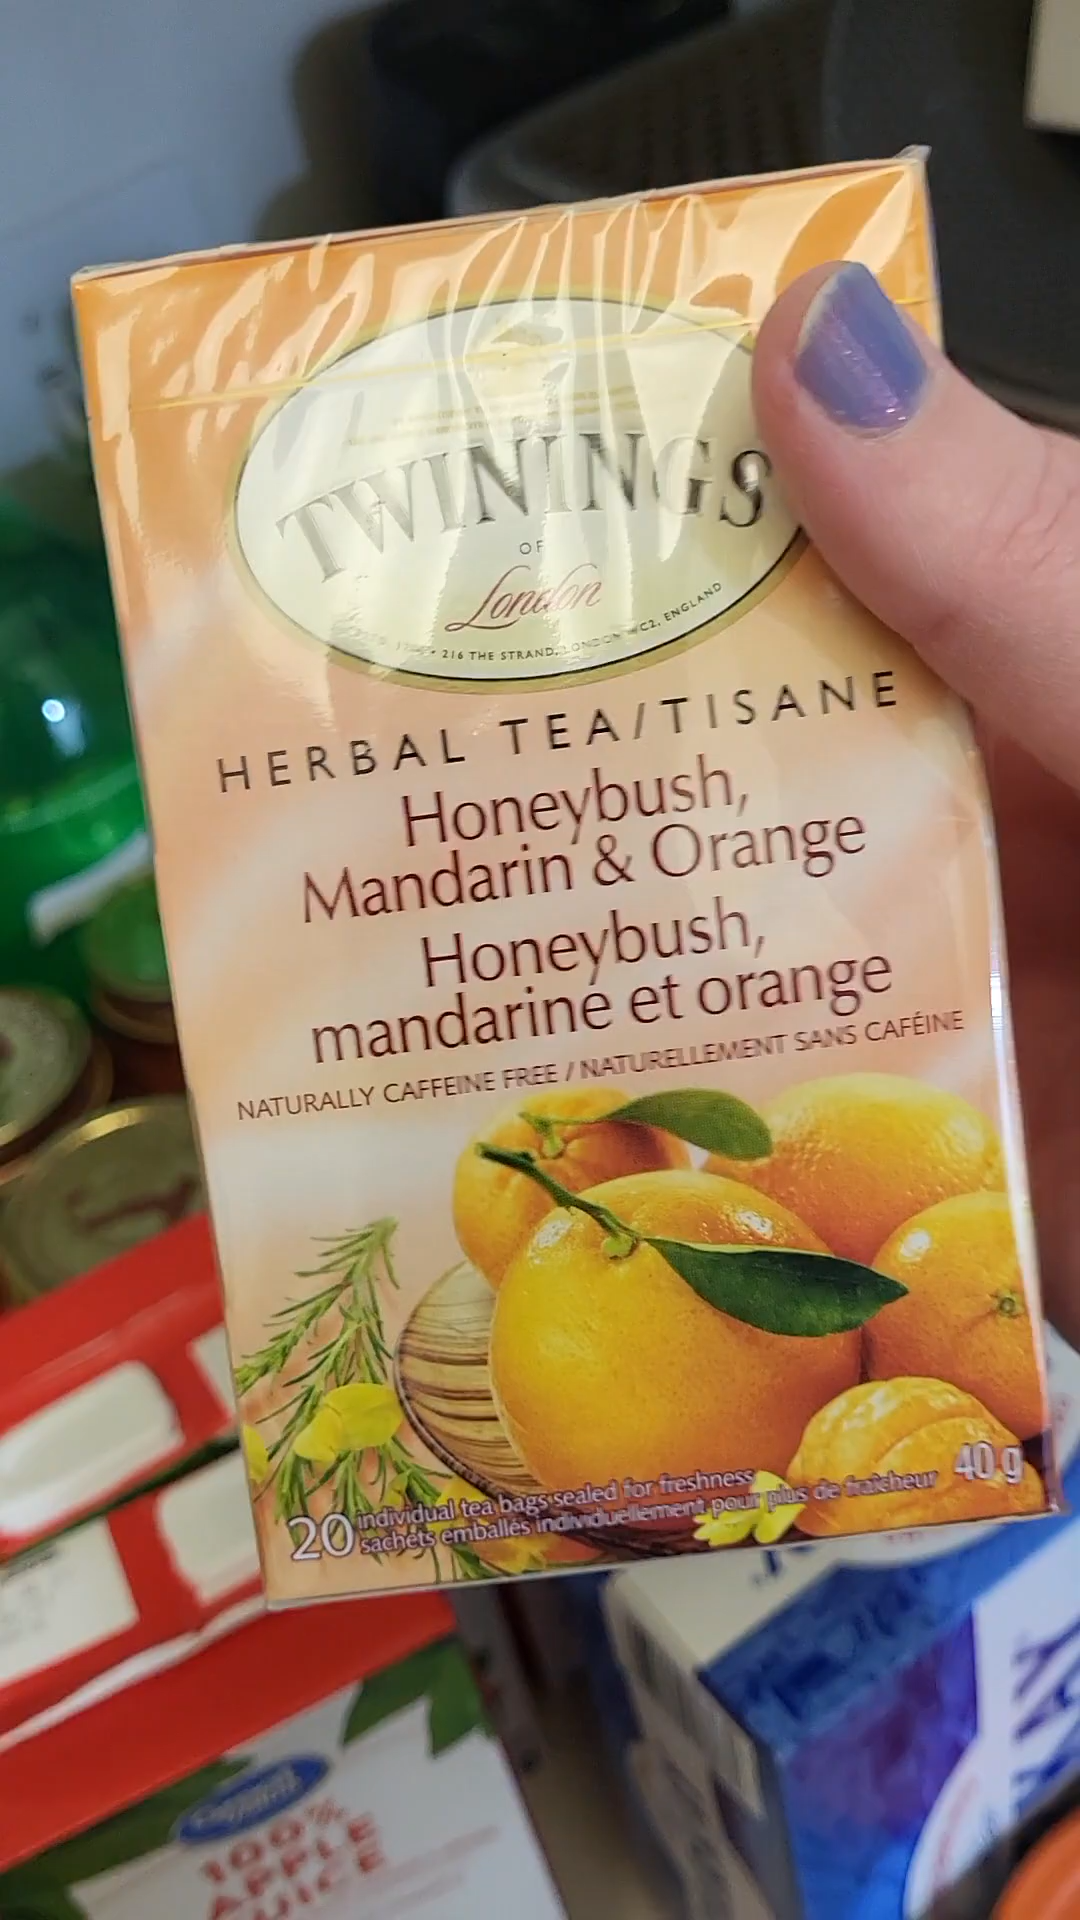 TWININGS
OF
London
216 THE STRAND, LONDON WC2, ENGLAND
HERBAL TEA/TISANE
Honeybush,
Mandarin & Orange
Honeybush,
mandarine et orange
NATURALLY CAFFEINE FREE / NATURELLEMENT SANS CAFÉINE
40 g
20 individual tea bags sealed for freshness
sachets emballés individuellement pour plus de fraîcheur
100%
APPLE
JUICE